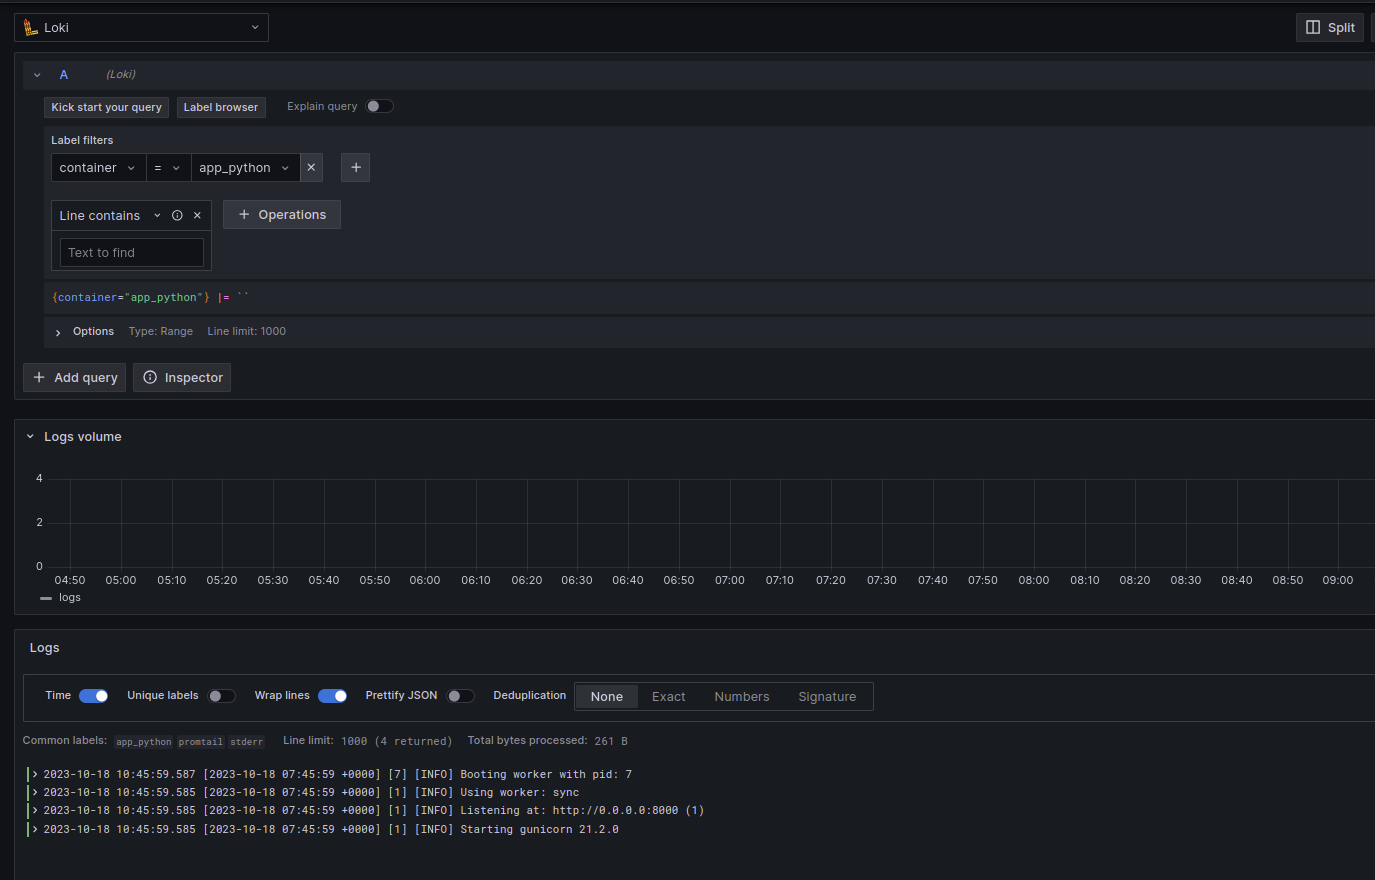 Loki
Split
A (Loki)
Kick start your query Label browser Explain query
Label filters
container = app_python
Line contains + Operations
Text to find
{container="app_python"} |= ``
Options Type: Range Line limit: 1000
+ Add query Inspector
Logs volume
4
2
0
04:50 05:00 05:10 05:20 05:30 05:40 05:50 06:00 06:10 06:20 06:30 06:40 06:50 07:00 07:10 07:20 07:30 07:40 07:50 08:00 08:10 08:20 08:30 08:40 08:50 09:00
logs
Logs
Time Unique labels Wrap lines Prettify JSON Deduplication None Exact Numbers Signature
Common labels: app_python promtail stderr Line limit: 1000 (4 returned) Total bytes processed: 261 B
2023-10-18 10:45:59.587 [2023-10-18 07:45:59 +0000] [7] [INFO] Booting worker with pid: 7
2023-10-18 10:45:59.585 [2023-10-18 07:45:59 +0000] [1] [INFO] Using worker: sync
2023-10-18 10:45:59.585 [2023-10-18 07:45:59 +0000] [1] [INFO] Listening at: http://0.0.0.0:8000 (1)
2023-10-18 10:45:59.585 [2023-10-18 07:45:59 +0000] [1] [INFO] Starting gunicorn 21.2.0